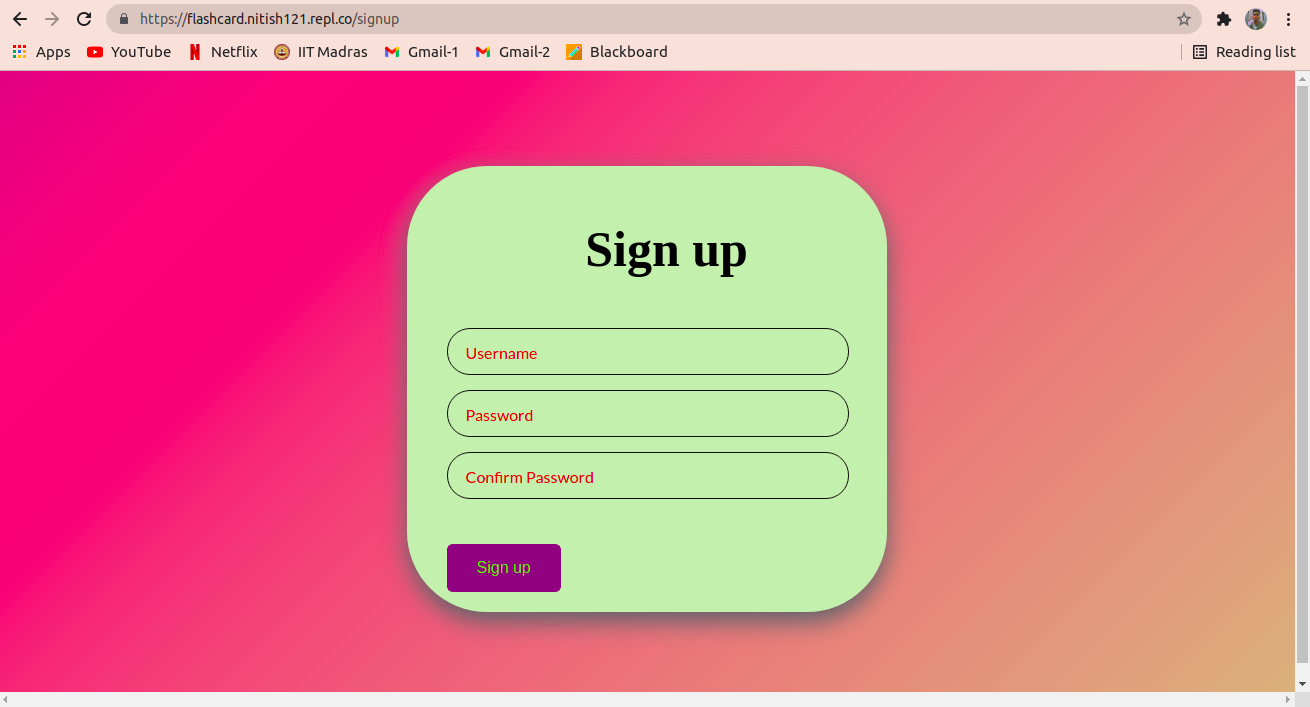 https://flashcard.nitish121.repl.co/signup
Apps YouTube Netflix IIT Madras Gmail-1 Gmail-2 Blackboard Reading list
Sign up
Username
Password
Confirm Password
Sign up